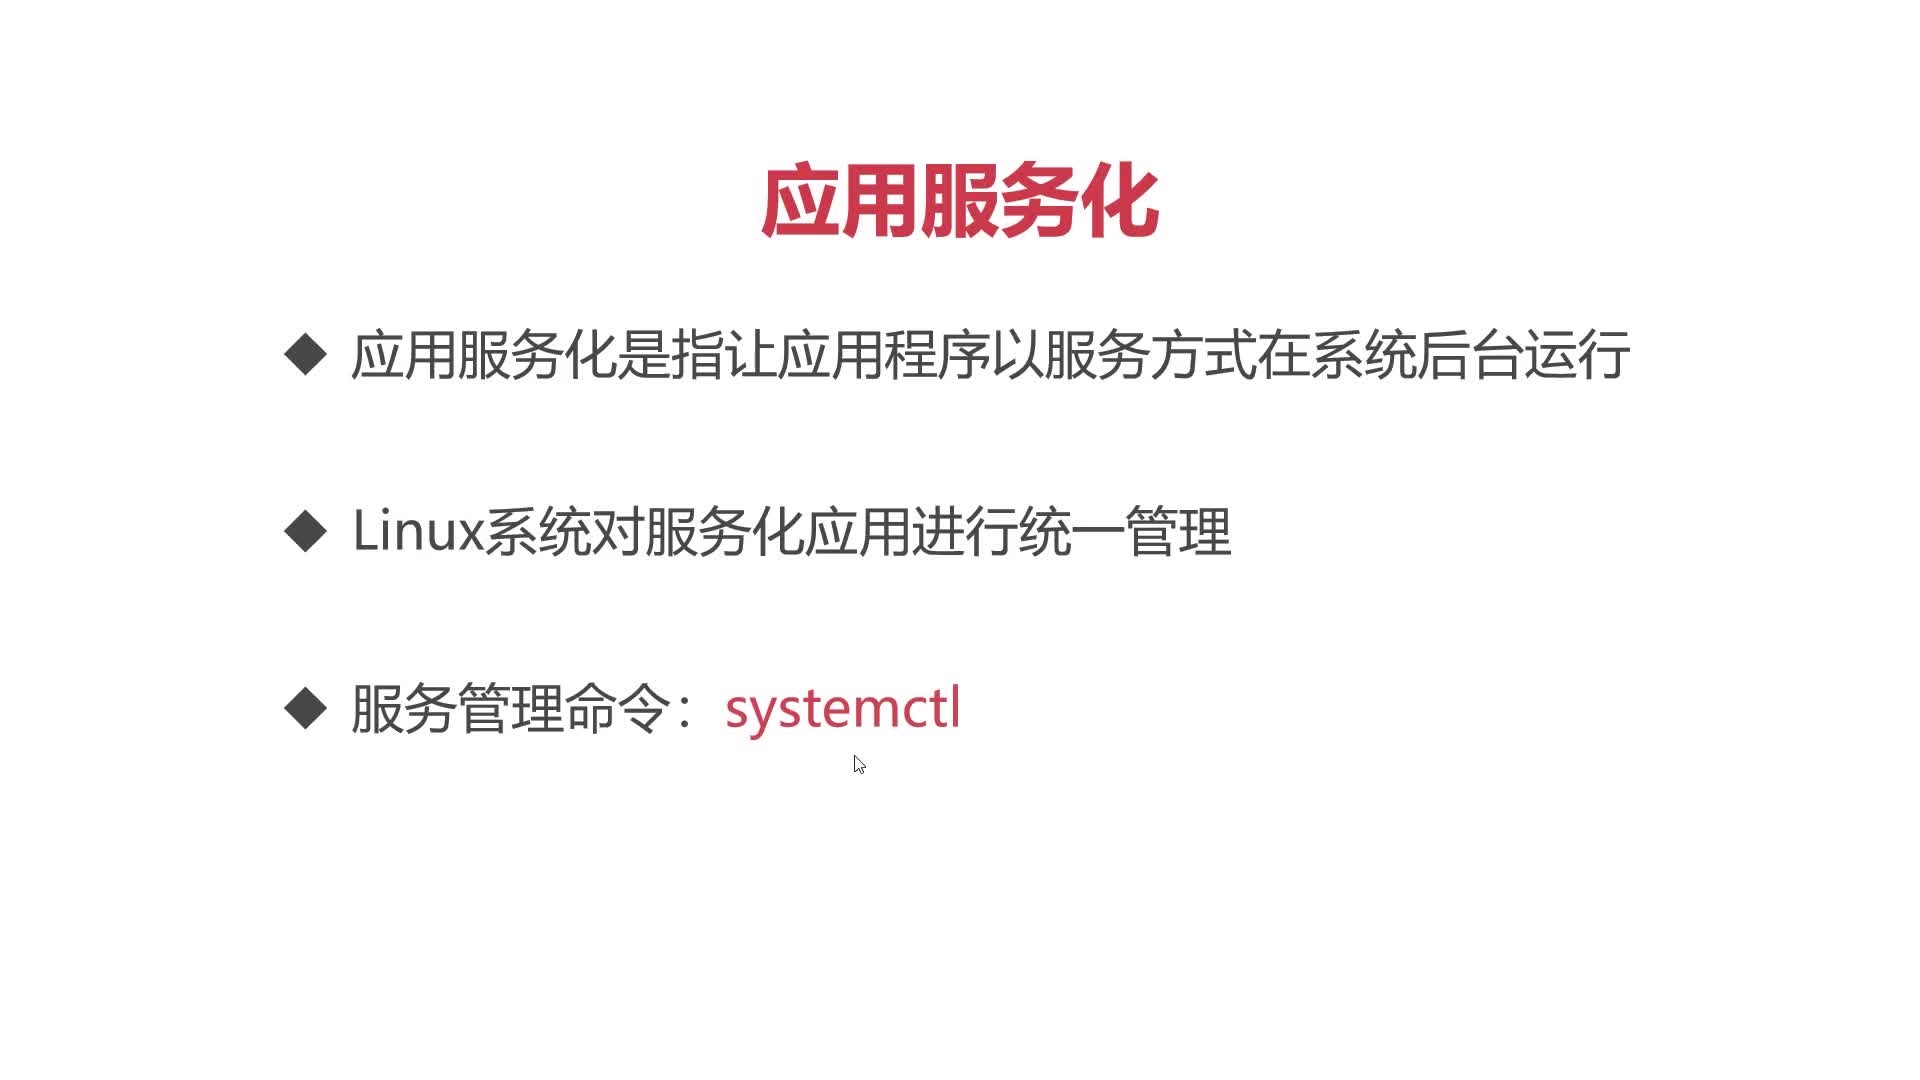 应用服务化
◆ 应用服务化是指让应用程序以服务方式在系统后台运行
◆ Linux系统对服务化应用进行统一管理
◆ 服务管理命令：systemctl